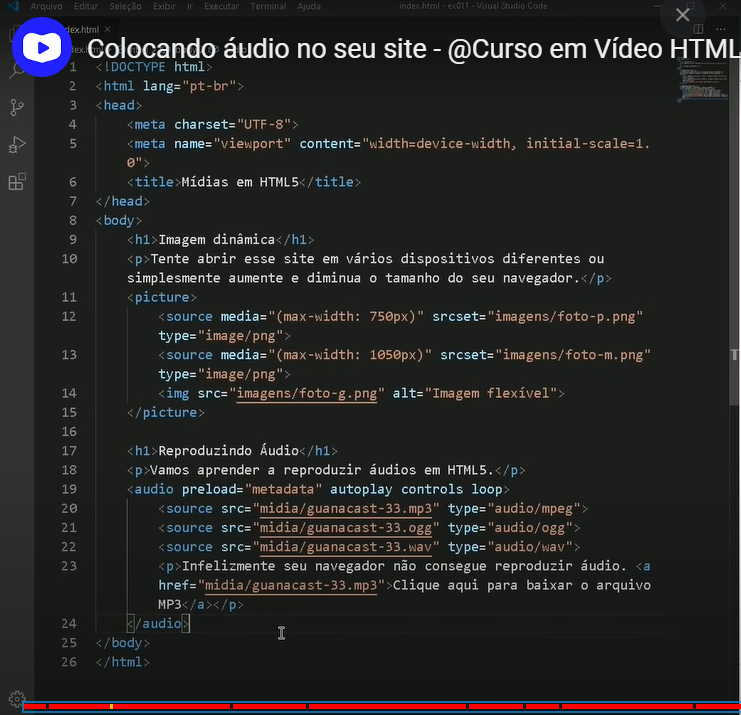 Arquivo Editar Seleção Exibir Ir Executar Terminal Ajuda index.html - ex011 - Visual Studio Code
dex.html
Colocando áudio no seu site - @Curso em Vídeo HTML
1 <!DOCTYPE html>
2 <html lang="pt-br">
3 <head>
4 <meta charset="UTF-8">
5 <meta name="viewport" content="width=device-width, initial-scale=1.
0">
6 <title>Mídias em HTML5</title>
7 </head>
8 <body>
9 <h1>Imagem dinâmica</h1>
10 <p>Tente abrir esse site em vários dispositivos diferentes ou
simplesmente aumente e diminua o tamanho do seu navegador.</p>
11 <picture>
12 <source media="(max-width: 750px)" srcset="imagens/foto-p.png"
type="image/png">
13 <source media="(max-width: 1050px)" srcset="imagens/foto-m.png"
type="image/png">
14 <img src="imagens/foto-g.png" alt="Imagem flexível">
15 </picture>
16
17 <h1>Reproduzindo Áudio</h1>
18 <p>Vamos aprender a reproduzir áudios em HTML5.</p>
19 <audio preload="metadata" autoplay controls loop>
20 <source src="midia/guanacast-33.mp3" type="audio/mpeg">
21 <source src="midia/guanacast-33.ogg" type="audio/ogg">
22 <source src="midia/guanacast-33.wav" type="audio/wav">
23 <p>Infelizmente seu navegador não consegue reproduzir áudio. <a
href="midia/guanacast-33.mp3">Clique aqui para baixar o arquivo
MP3</a></p>
24 </audio>
25 </body>
26 </html>